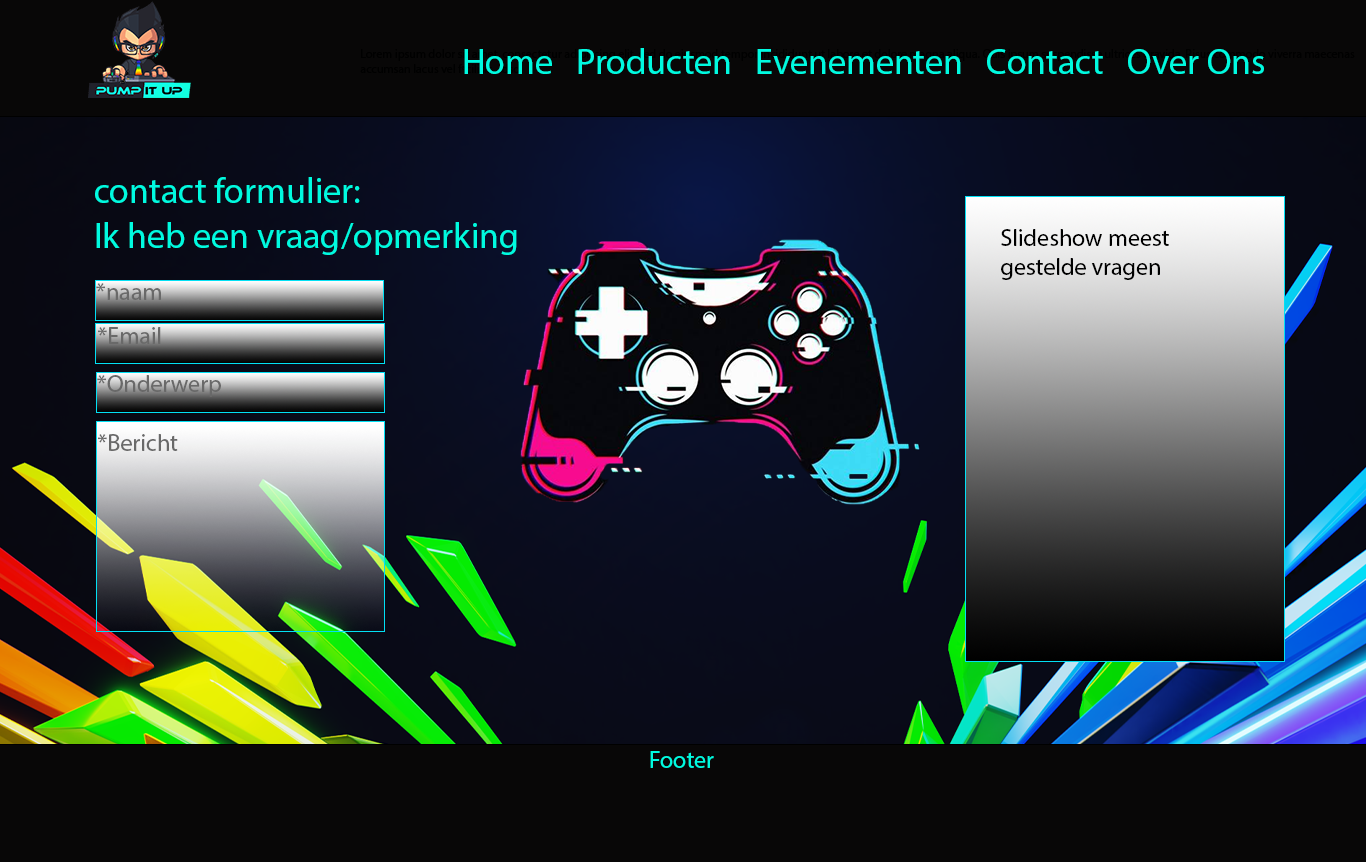 PUMP IT UP
Home Producten Evenementen Contact Over Ons
contact formulier:
Ik heb een vraag/opmerking
*naam
*Email
*Onderwerp
*Bericht
Slideshow meest
gestelde vragen
Footer